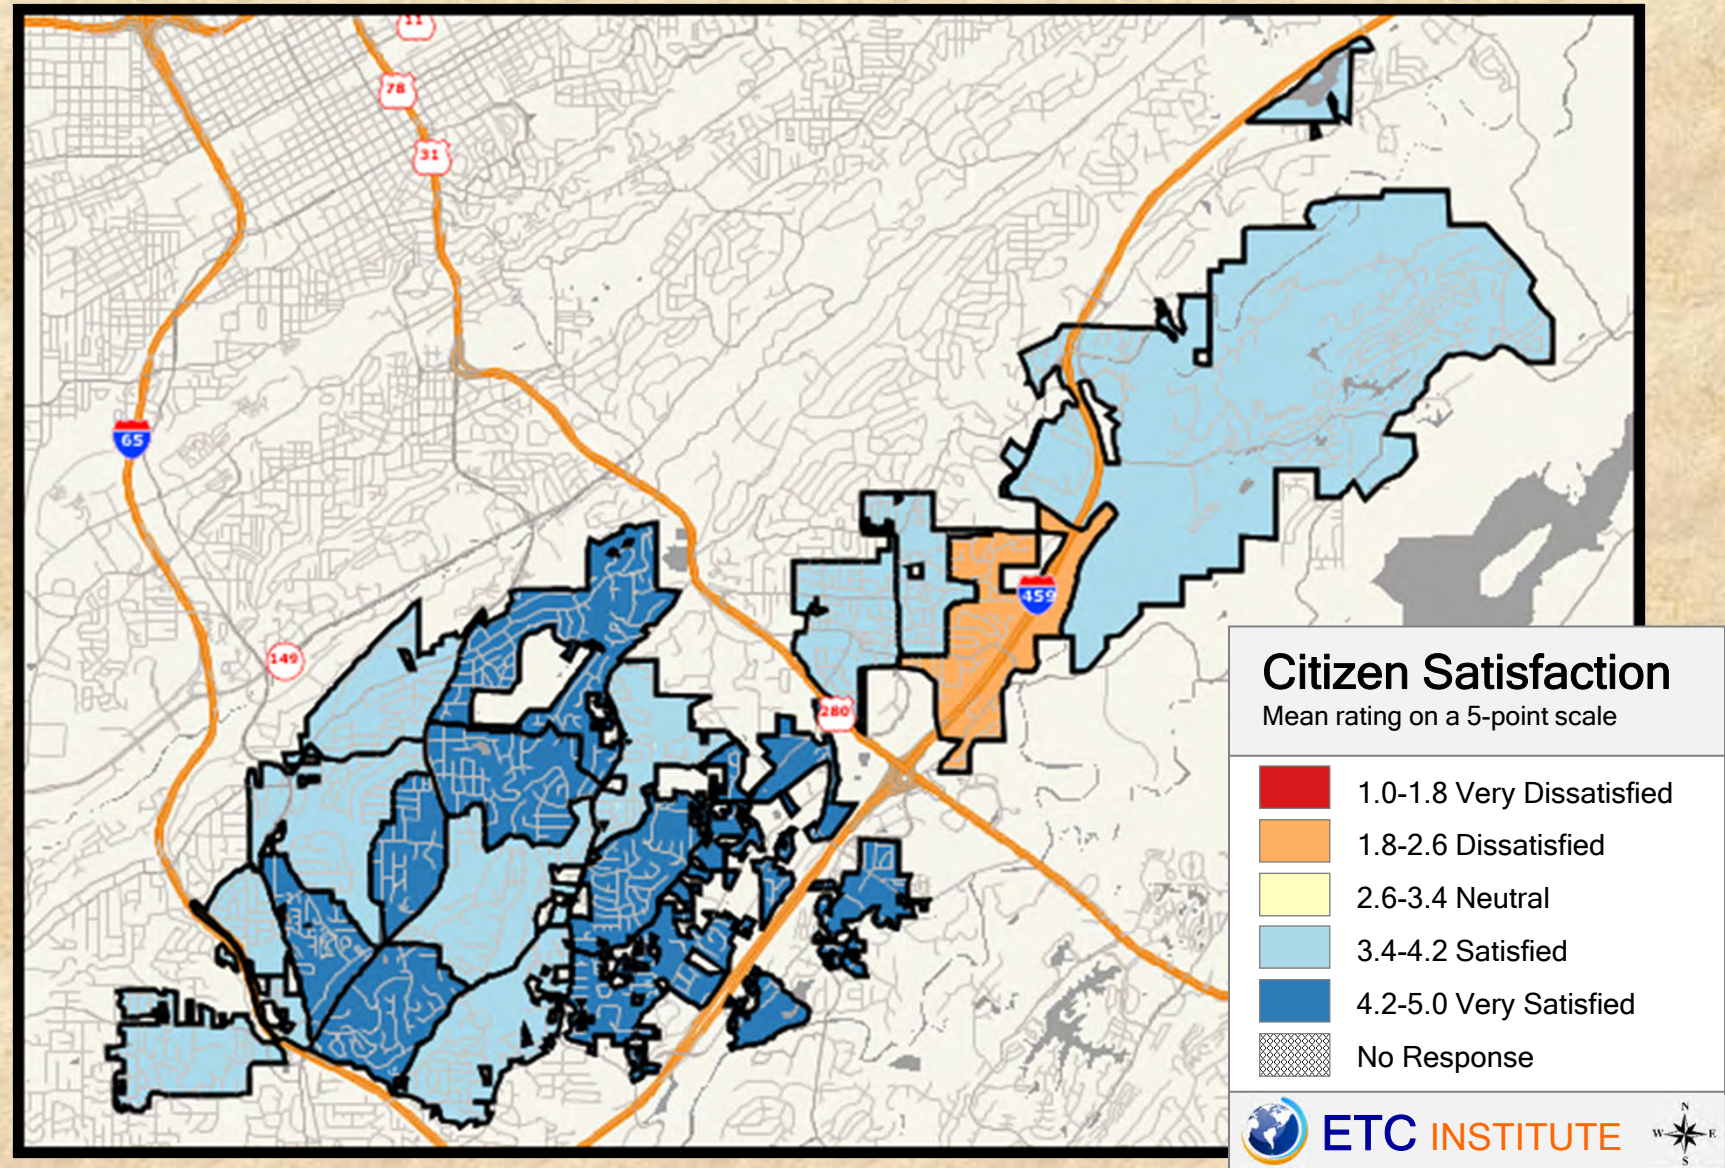 11
78
31
65
459
149
280
Citizen Satisfaction
Mean rating on a 5-point scale
1.0-1.8 Very Dissatisfied
1.8-2.6 Dissatisfied
2.6-3.4 Neutral
3.4-4.2 Satisfied
4.2-5.0 Very Satisfied
No Response
ETC INSTITUTE
N
W E
S